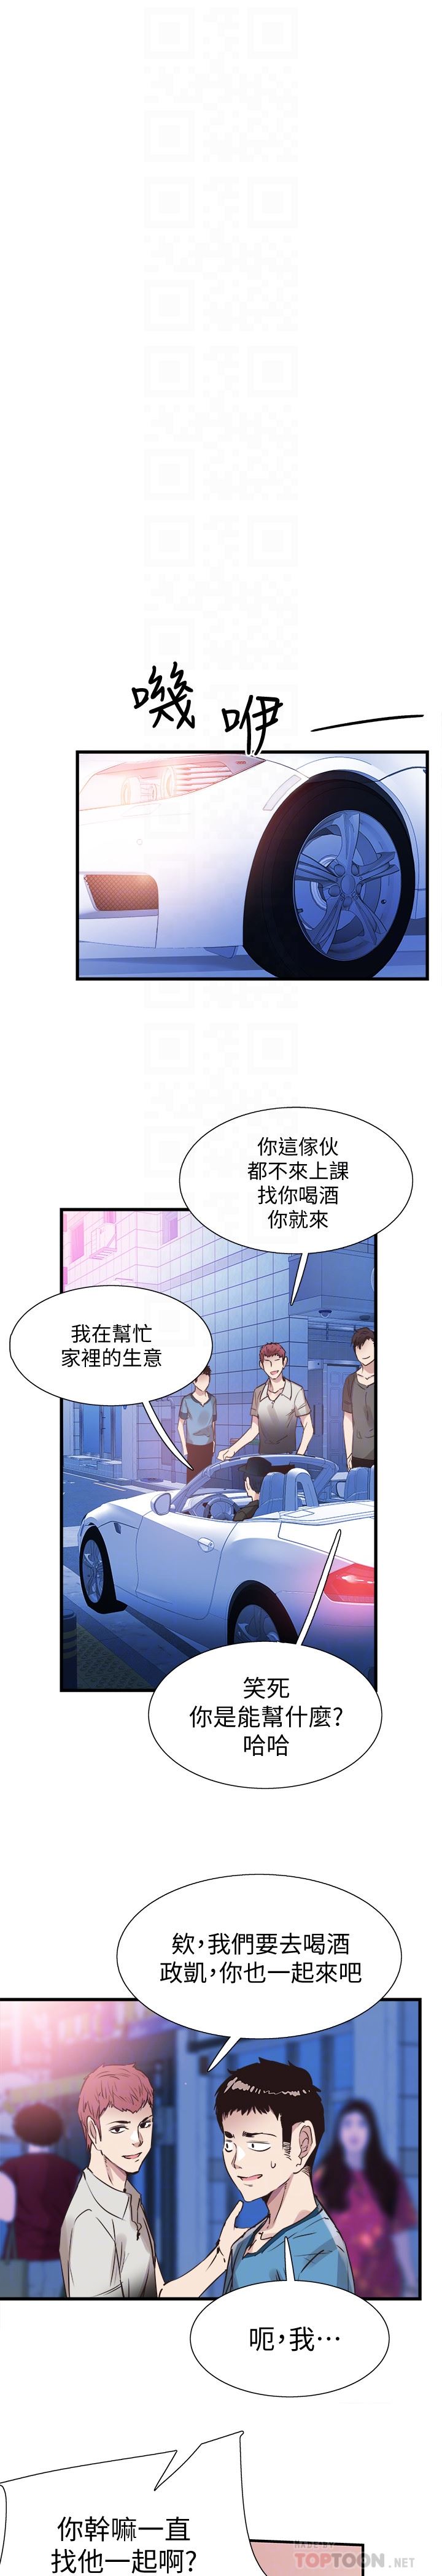 嘰咿
你這傢伙
都不來上課
找你喝酒
你就來
我在幫忙
家裡的生意
笑死
你是能幫什麼?
哈哈
欸，我們要去喝酒
政凱，你也一起來吧
呃，我…
你幹嘛一直
找他一起啊?
MADE BY
TOPTOON.NET